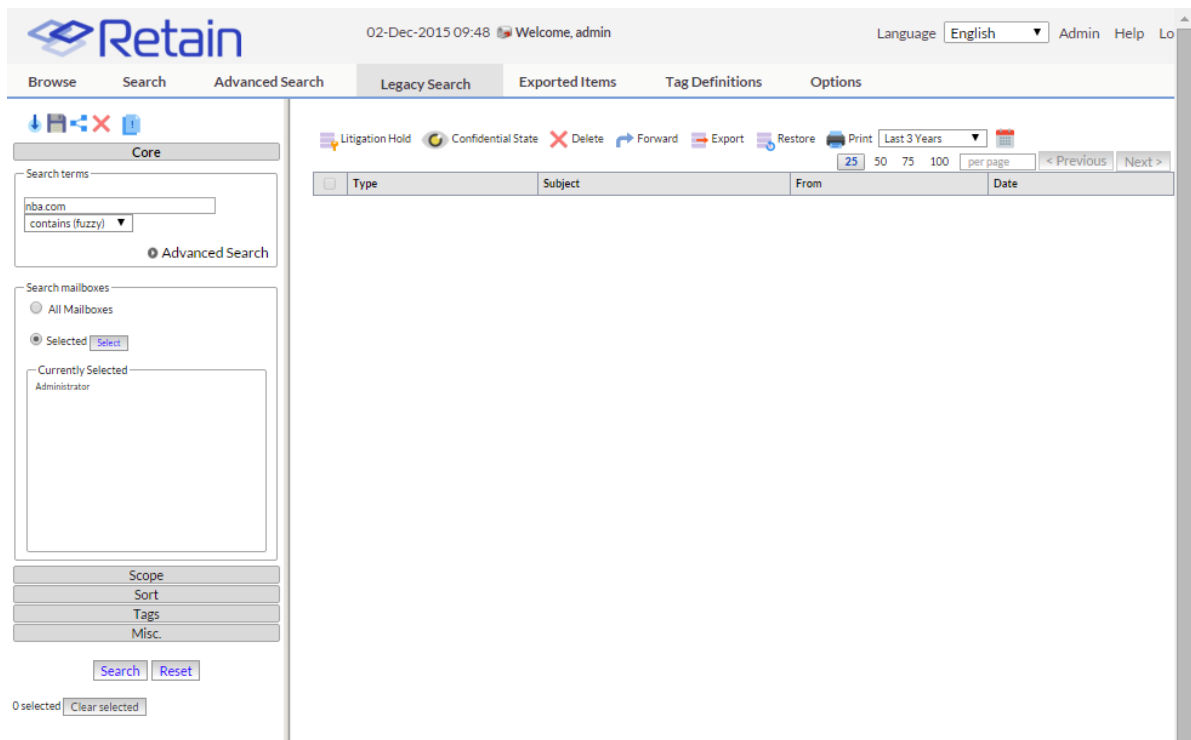 Retain
02-Dec-2015 09:48 Welcome, admin
Language English Admin Help Lo
Browse Search Advanced Search Legacy Search Exported Items Tag Definitions Options
Core
Search terms
nba.com
contains (fuzzy)
Advanced Search
Search mailboxes
All Mailboxes
Selected Select
Currently Selected
Administrator
Scope
Sort
Tags
Misc.
Search Reset
0 selected Clear selected
Litigation Hold Confidential State Delete Forward Export Restore Print Last 3 Years
25 50 75 100 per page < Previous Next >
Type Subject From Date